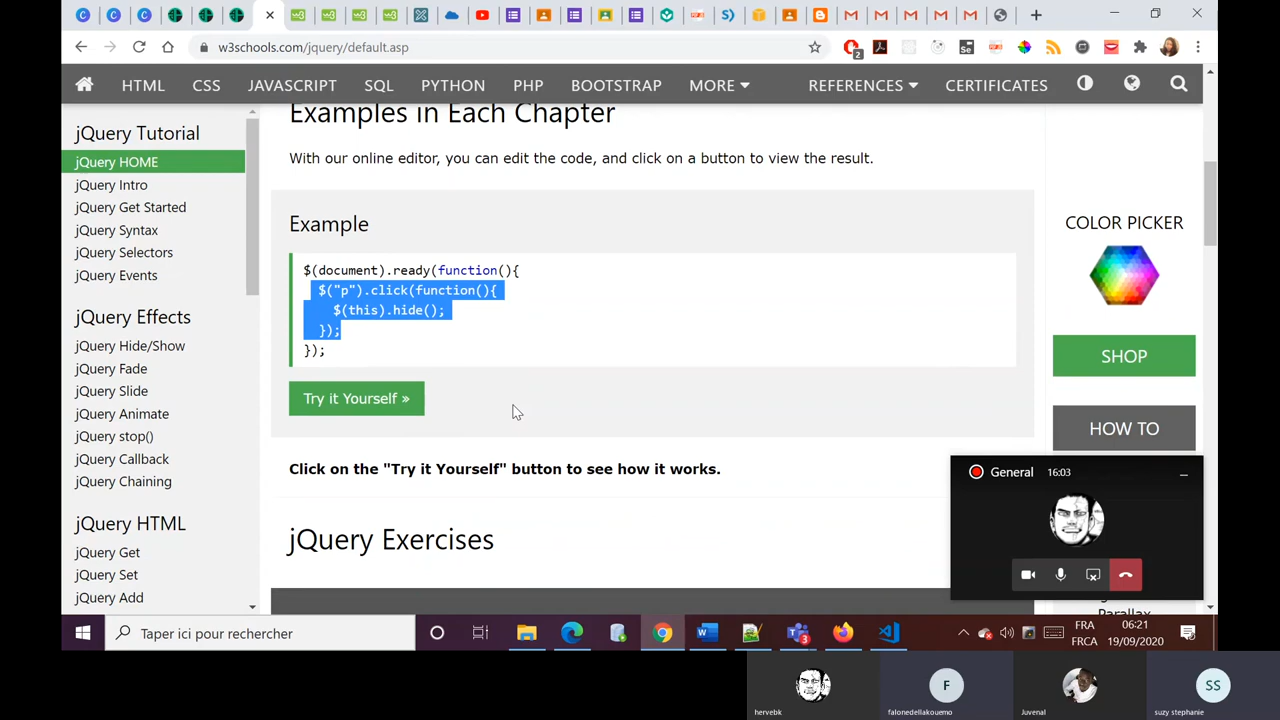 w3schools.com/jquery/default.asp
2
HTML CSS JAVASCRIPT SQL PYTHON PHP BOOTSTRAP MORE REFERENCES CERTIFICATES
jQuery Tutorial
jQuery HOME
jQuery Intro
jQuery Get Started
jQuery Syntax
jQuery Selectors
jQuery Events
jQuery Effects
jQuery Hide/Show
jQuery Fade
jQuery Slide
jQuery Animate
jQuery stop()
jQuery Callback
jQuery Chaining
jQuery HTML
jQuery Get
jQuery Set
jQuery Add
Examples in Each Chapter
With our online editor, you can edit the code, and click on a button to view the result.
Example
$(document).ready(function(){
$("p").click(function(){
$(this).hide();
});
});
Try it Yourself »
Click on the "Try it Yourself" button to see how it works.
jQuery Exercises
COLOR PICKER
SHOP
HOW TO
General 16:03
Parallax
Taper ici pour rechercher
3
FRA
FRCA
06:21
19/09/2020
hervebk
F
falonedellakouemo
Juvenal
SS
suzy stephanie